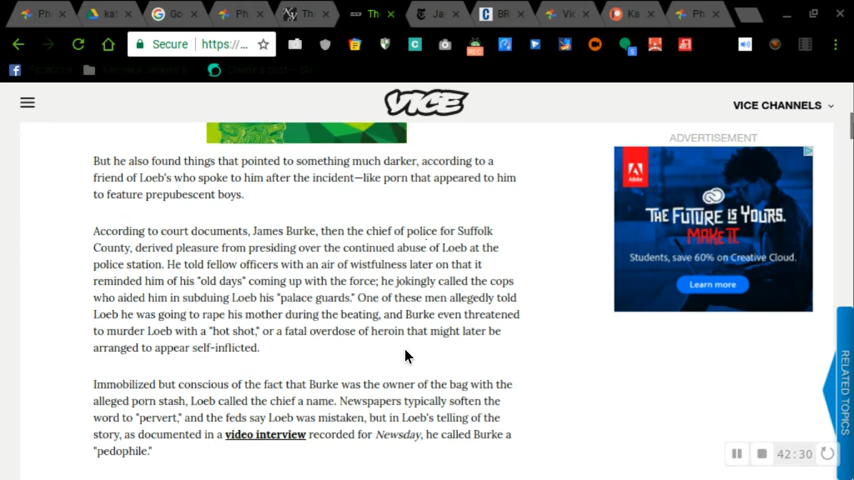 Secure
https://...
VICE
VICE CHANNELS
ADVERTISEMENT
But he also found things that pointed to something much darker, according to a
friend of Loeb's who spoke to him after the incident—like porn that appeared to him
to feature prepubescent boys.
According to court documents, James Burke, then the chief of police for Suffolk
County, derived pleasure from presiding over the continued abuse of Loeb at the
police station. He told fellow officers with an air of wistfulness later on that it
reminded him of his "old days" coming up with the force; he jokingly called the cops
who aided him in subduing Loeb his "palace guards." One of these men allegedly told
Loeb he was going to rape his mother during the beating, and Burke even threatened
to murder Loeb with a "hot shot," or a fatal overdose of heroin that might later be
arranged to appear self-inflicted.
Immobilized but conscious of the fact that Burke was the owner of the bag with the
alleged porn stash, Loeb called the chief a name. Newspapers typically soften the
word to "pervert," and the feds say Loeb was mistaken, but in Loeb's telling of the
story, as documented in a video interview recorded for Newsday, he called Burke a
"pedophile."
Adobe
THE FUTURE IS YOURS.
MAKE IT.
Students, save 60% on Creative Cloud.
Learn more
RELATED TOPICS
42:30